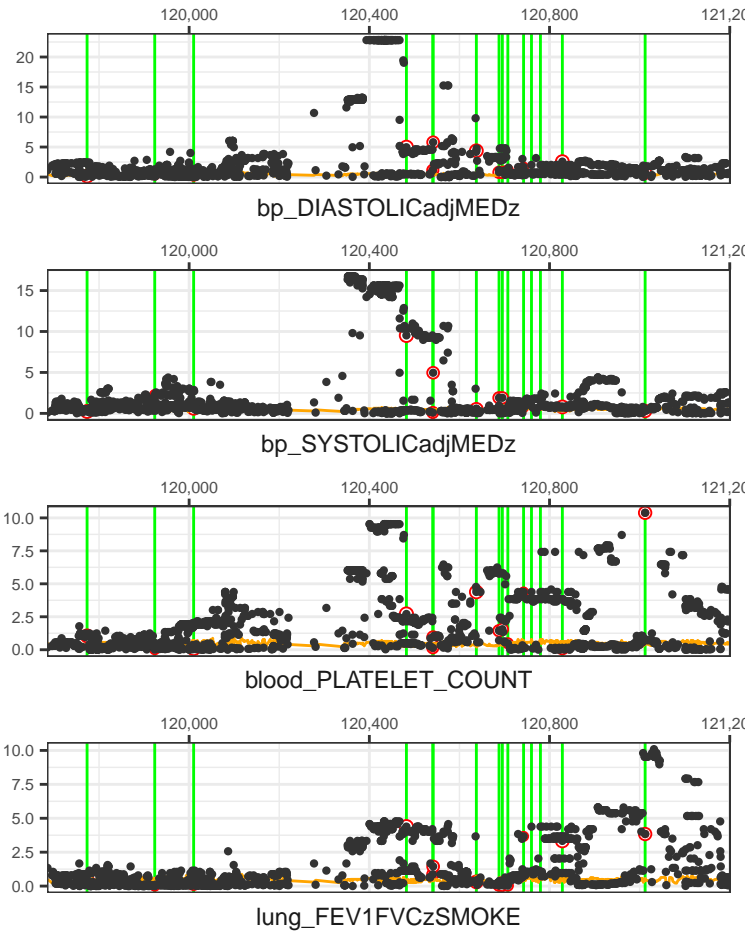 120,000 120,400 120,800 121,20
20
15
10
5
0
bp_DIASTOLICadjMEDz
120,000 120,400 120,800 121,20
15
10
5
0
bp_SYSTOLICadjMEDz
120,000 120,400 120,800 121,20
10.0
7.5
5.0
2.5
0.0
blood_PLATELET_COUNT
120,000 120,400 120,800 121,20
10.0
7.5
5.0
2.5
0.0
lung_FEV1FVCzSMOKE